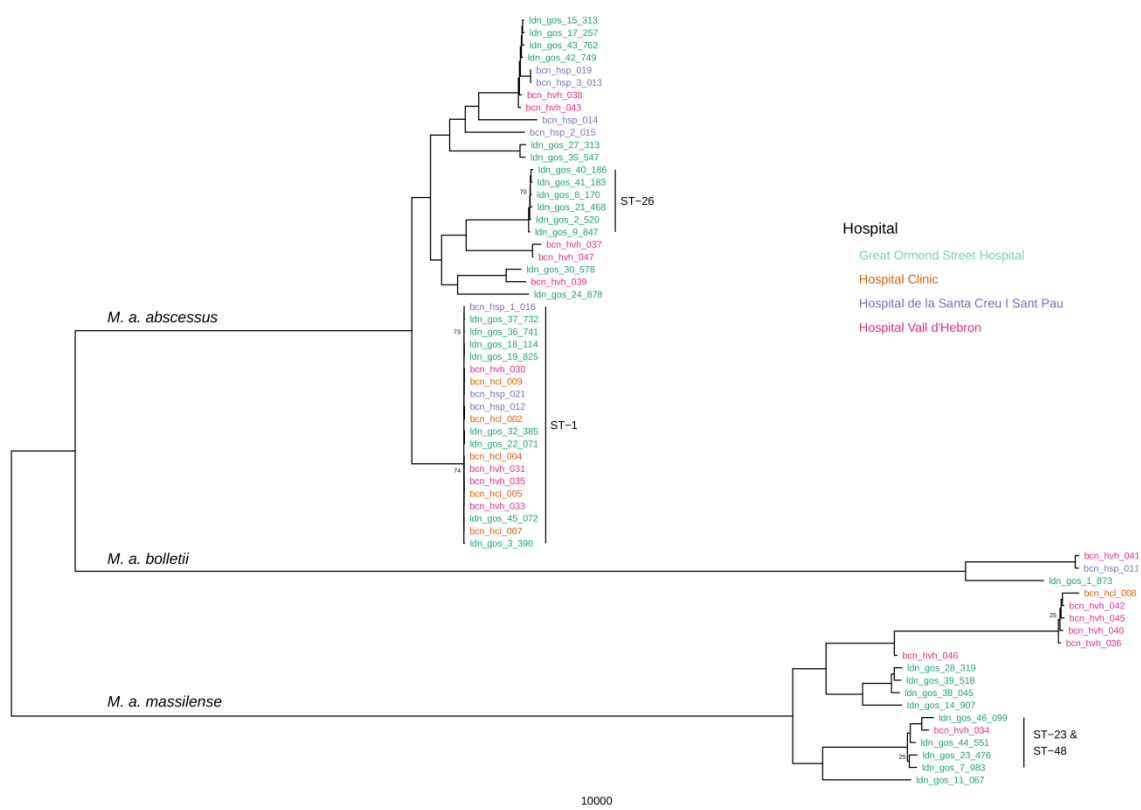 ldn_gos_15_313
ldn_gos_17_257
ldn_gos_43_762
ldn_gos_42_749
bcn_hsp_019
bcn_hsp_3_013
bcn_hvh_038
bcn_hvh_043
bcn_hsp_014
bcn_hsp_2_015
ldn_gos_27_313
ldn_gos_35_547
ldn_gos_40_186
ldn_gos_41_183
70
ldn_gos_8_170
ST−26
ldn_gos_21_468
ldn_gos_2_520
ldn_gos_9_847
Hospital
bcn_hvh_037
bcn_hvh_047
Great Ormond Street Hospital
ldn_gos_30_578
bcn_hvh_039
Hospital Clinic
ldn_gos_24_878
bcn_hsp_1_016
Hospital de la Santa Creu I Sant Pau
M. a. abscessus
ldn_gos_37_732
73
ldn_gos_36_741
Hospital Vall d'Hebron
ldn_gos_18_114
ldn_gos_19_825
bcn_hvh_030
bcn_hcl_009
bcn_hsp_021
bcn_hsp_012
bcn_hcl_002
ST−1
ldn_gos_32_385
ldn_gos_22_071
bcn_hcl_004
74
bcn_hvh_031
bcn_hvh_035
bcn_hcl_005
bcn_hvh_033
ldn_gos_45_072
bcn_hcl_007
ldn_gos_3_390
M. a. bolletii
bcn_hvh_041
bcn_hsp_011
ldn_gos_1_873
bcn_hcl_008
bcn_hvh_042
25
bcn_hvh_045
bcn_hvh_040
bcn_hvh_036
bcn_hvh_046
ldn_gos_28_319
ldn_gos_39_518
ldn_gos_38_045
M. a. massilense
ldn_gos_14_907
ldn_gos_46_099
bcn_hvh_034
ST−23 &
ldn_gos_44_551
ST−48
25
ldn_gos_23_476
ldn_gos_7_983
ldn_gos_11_067
10000